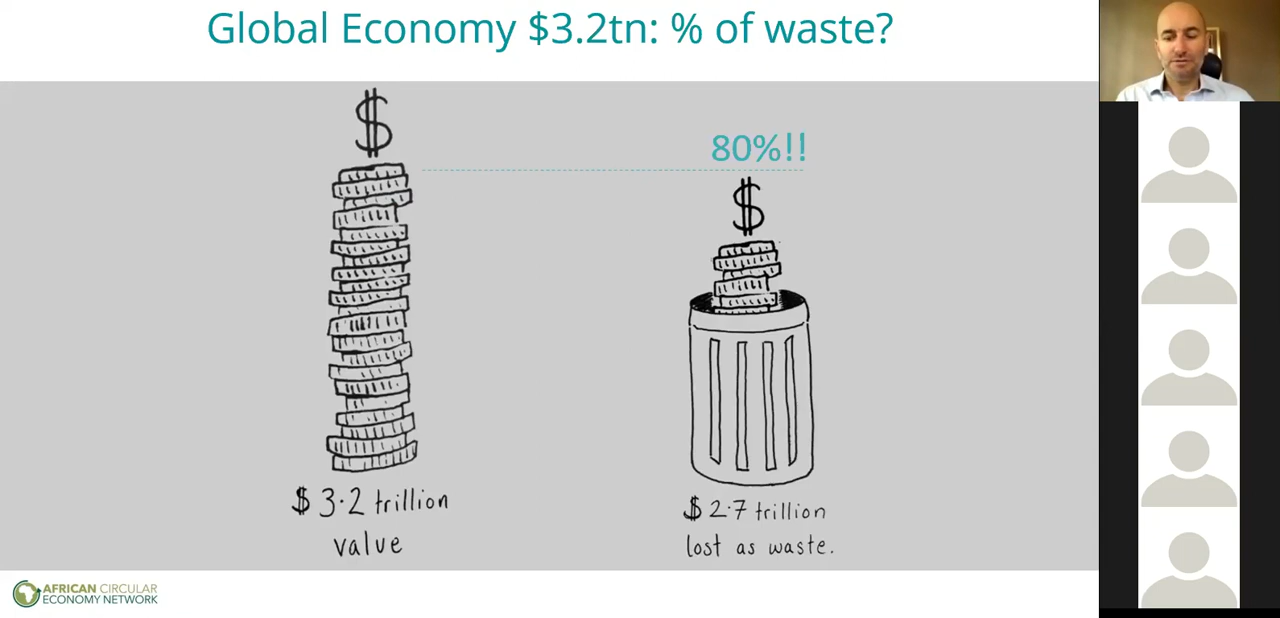 Global Economy $3.2tn: % of waste?
$
80%!!
$
$ 3.2 trillion
value
$ 2.7 trillion
lost as waste.
AFRICAN CIRCULAR
ECONOMY NETWORK